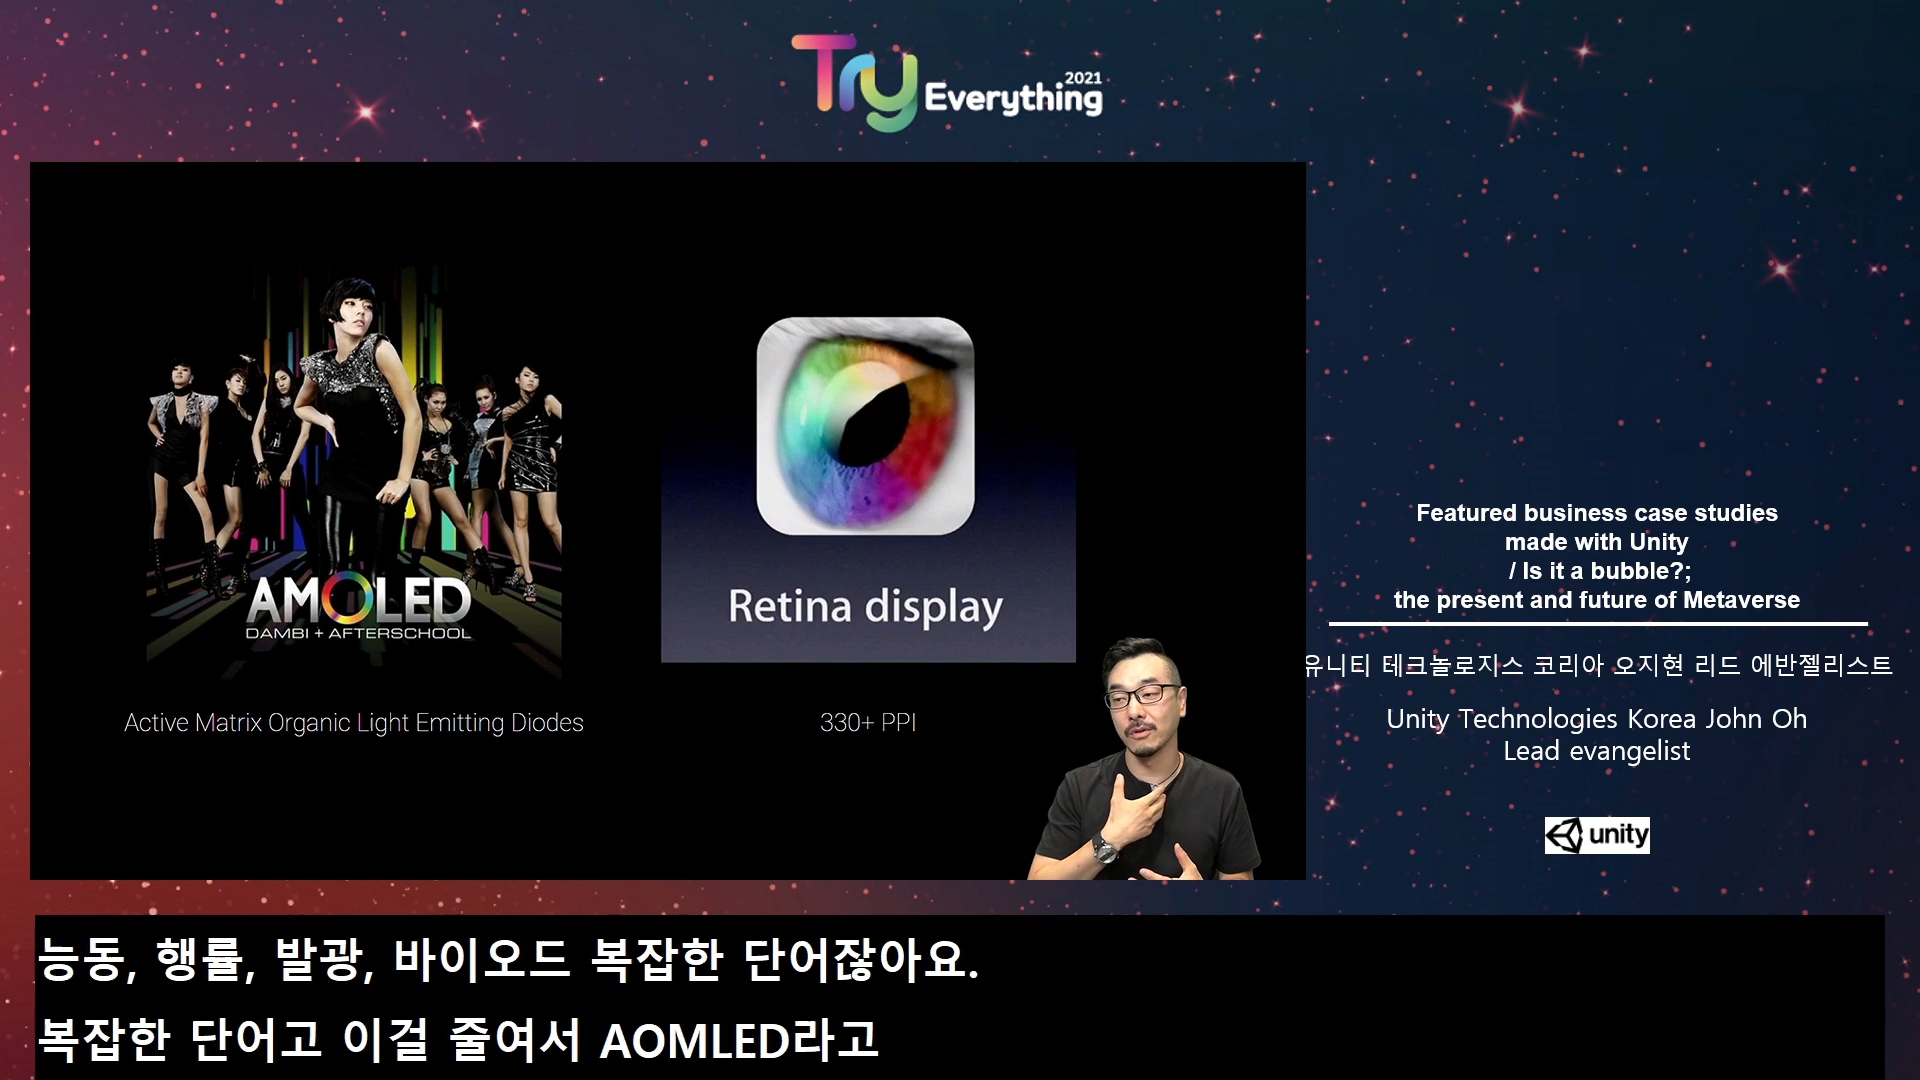 Try Everything 2021
AMOLED
DAMBI + AFTERSCHOOL
Active Matrix Organic Light Emitting Diodes
Retina display
330+ PPI
Featured business case studies
made with Unity
/ Is it a bubble?;
the present and future of Metaverse
유니티 테크놀로지스 코리아 오지현 리드 에반젤리스트
Unity Technologies Korea John Oh
Lead evangelist
unity
능동, 행률, 발광, 바이오드 복잡한 단어잖아요.
복잡한 단어고 이걸 줄여서 AOMLED라고